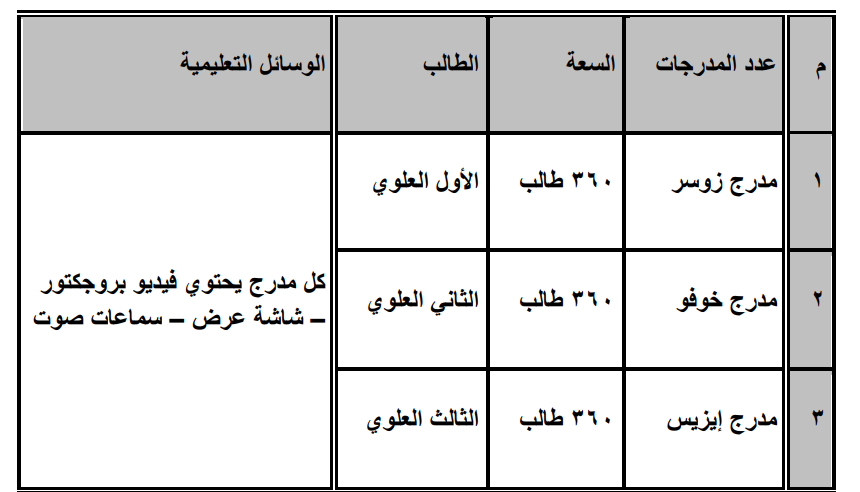 م عدد المدرجات السعة الطالب الوسائل التعليمية
١ مدرج زوسر ٣٦٠ طالب الأول العلوي
٢ مدرج خوفو ٣٦٠ طالب الثاني العلوي
٣ مدرج إيزيس ٣٦٠ طالب الثالث العلوي
كل مدرج يحتوي فيديو بروجكتور
– شاشة عرض – سماعات صوت